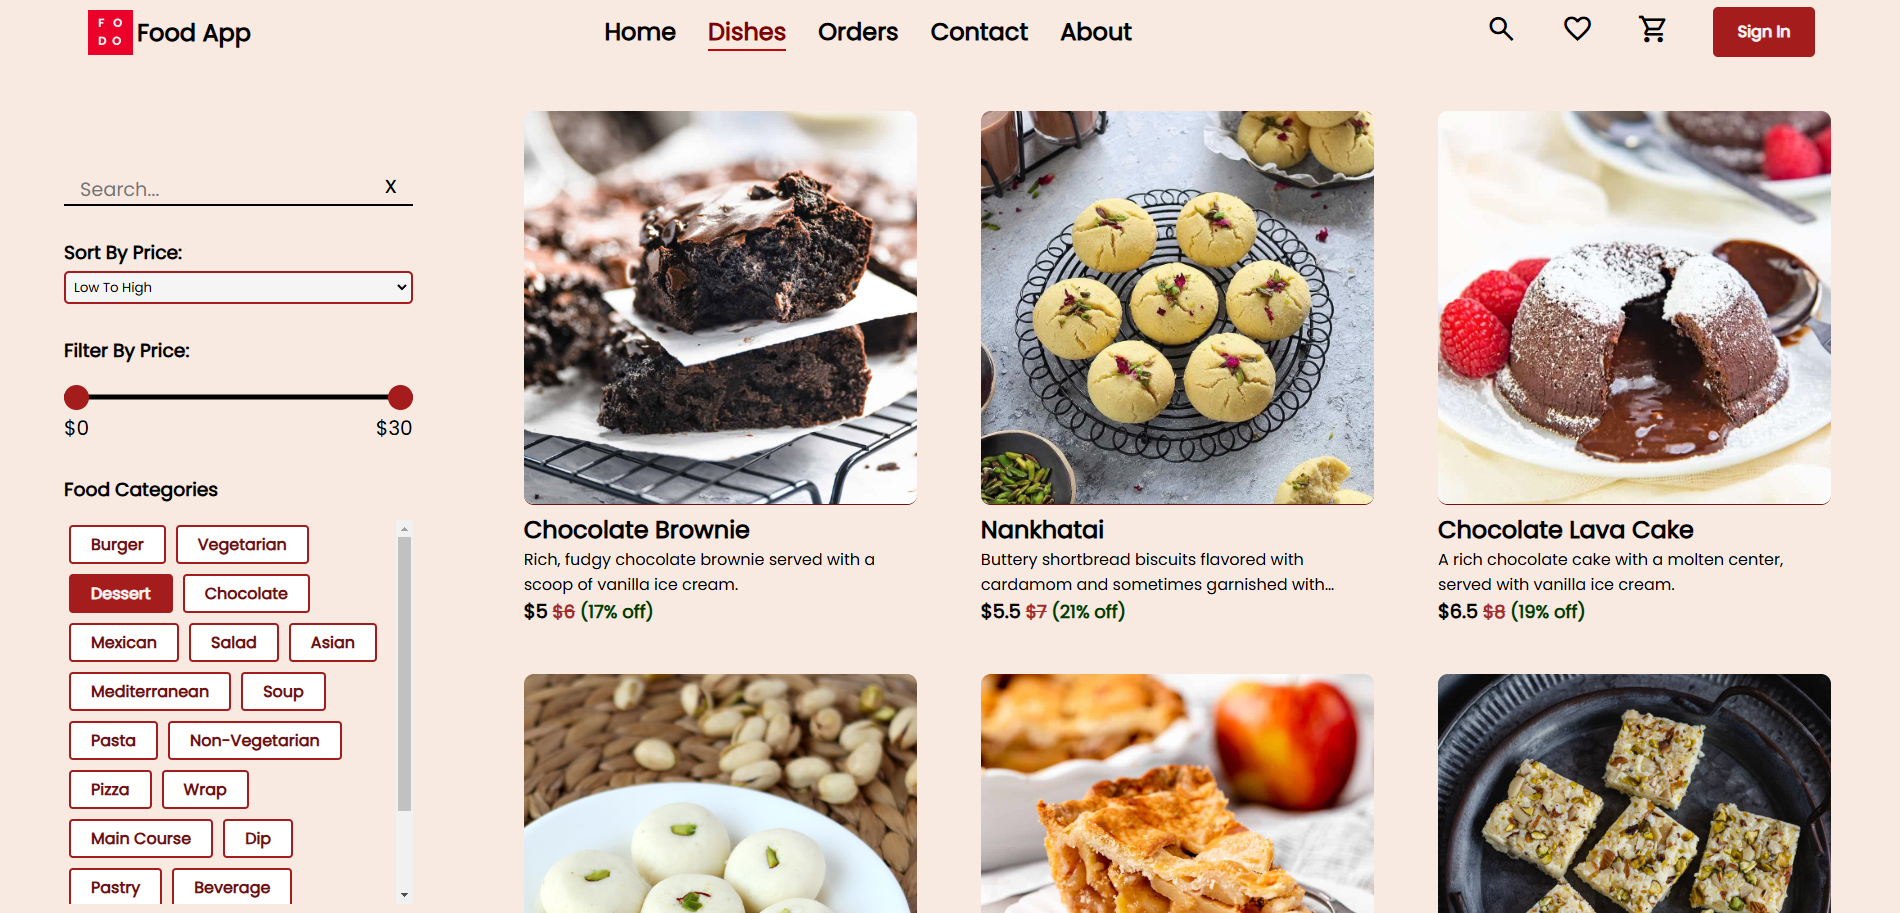 F O
D O
Food App
Home
Dishes
Orders
Contact
About
Sign In
Search...
X
Sort By Price:
Low To High
Filter By Price:
$0
$30
Food Categories
Burger
Vegetarian
Dessert
Chocolate
Mexican
Salad
Asian
Mediterranean
Soup
Pasta
Non-Vegetarian
Pizza
Wrap
Main Course
Dip
Pastry
Beverage
Chocolate Brownie
Rich, fudgy chocolate brownie served with a
scoop of vanilla ice cream.
$5 $6 (17% off)
Nankhatai
Buttery shortbread biscuits flavored with
cardamom and sometimes garnished with...
$5.5 $7 (21% off)
Chocolate Lava Cake
A rich chocolate cake with a molten center,
served with vanilla ice cream.
$6.5 $8 (19% off)